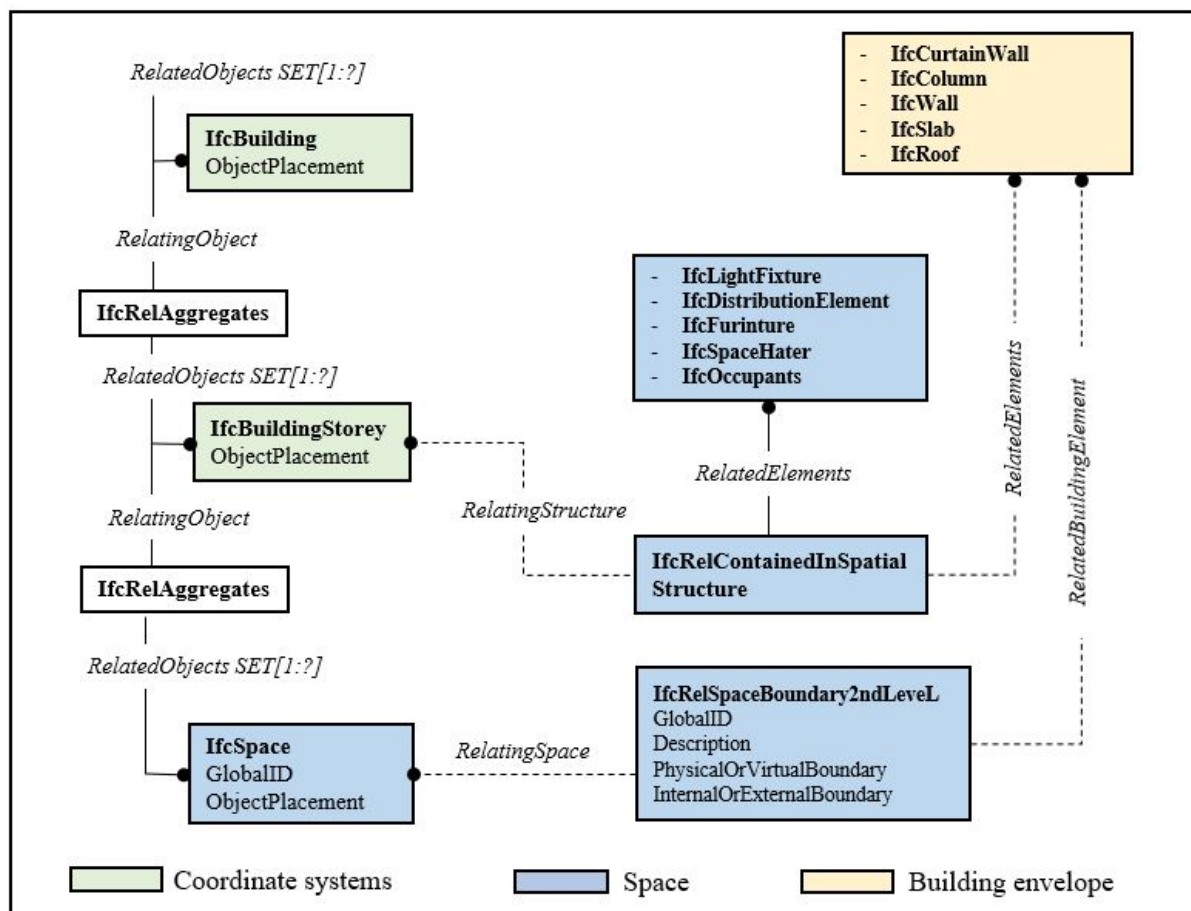 RelatedObjects SET[1:?]
IfcBuilding
ObjectPlacement
RelatingObject
IfcRelAggregates
RelatedObjects SET[1:?]
IfcBuildingStorey
ObjectPlacement
RelatingObject
IfcRelAggregates
RelatedObjects SET[1:?]
IfcSpace
GlobalID
ObjectPlacement
- IfcCurtainWall
- IfcColumn
- IfcWall
- IfcSlab
- IfcRoof
- IfcLightFixture
- IfcDistributionElement
- IfcFurinture
- IfcSpaceHater
- IfcOccupants
RelatedElements
RelatingStructure
IfcRelContainedInSpatial
Structure
RelatedElements
RelatedBuildingElement
RelatingSpace
IfcRelSpaceBoundary2ndLeveL
GlobalID
Description
PhysicalOrVirtualBoundary
InternalOrExternalBoundary
Coordinate systems
Space
Building envelope